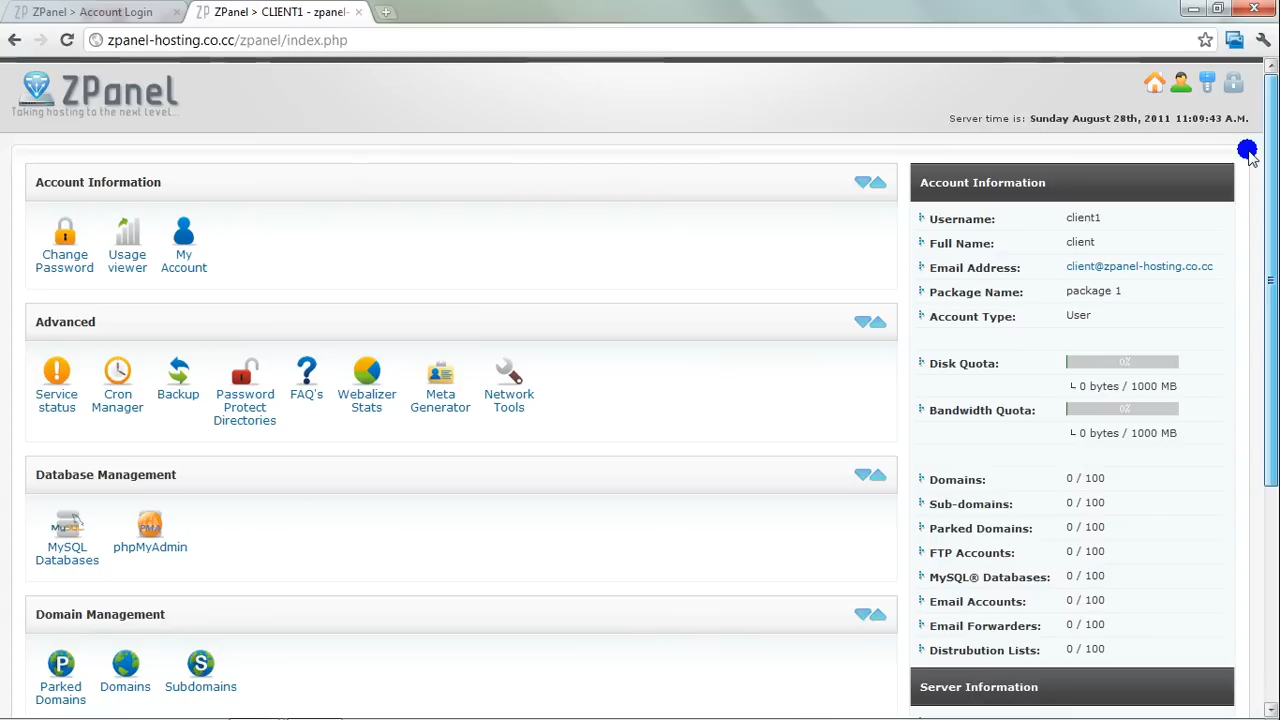 ZPanel > Account Login
ZPanel > CLIENT1 - zpanel-
zpanel-hosting.co.cc/zpanel/index.php
ZPanel
Taking hosting to the next level...
Server time is: Sunday August 28th, 2011 11:09:43 A.M.
Account Information
Change Password
Usage viewer
My Account
Advanced
Service status
Cron Manager
Backup
Password Protect Directories
FAQ's
Webalizer Stats
Meta Generator
Network Tools
Database Management
MySQL Databases
phpMyAdmin
Domain Management
Parked Domains
Domains
Subdomains
Account Information
Username: client1
Full Name: client
Email Address: client@zpanel-hosting.co.cc
Package Name: package 1
Account Type: User
Disk Quota: 0%
0 bytes / 1000 MB
Bandwidth Quota: 0%
0 bytes / 1000 MB
Domains: 0 / 100
Sub-domains: 0 / 100
Parked Domains: 0 / 100
FTP Accounts: 0 / 100
MySQL® Databases: 0 / 100
Email Accounts: 0 / 100
Email Forwarders: 0 / 100
Distrubution Lists: 0 / 100
Server Information